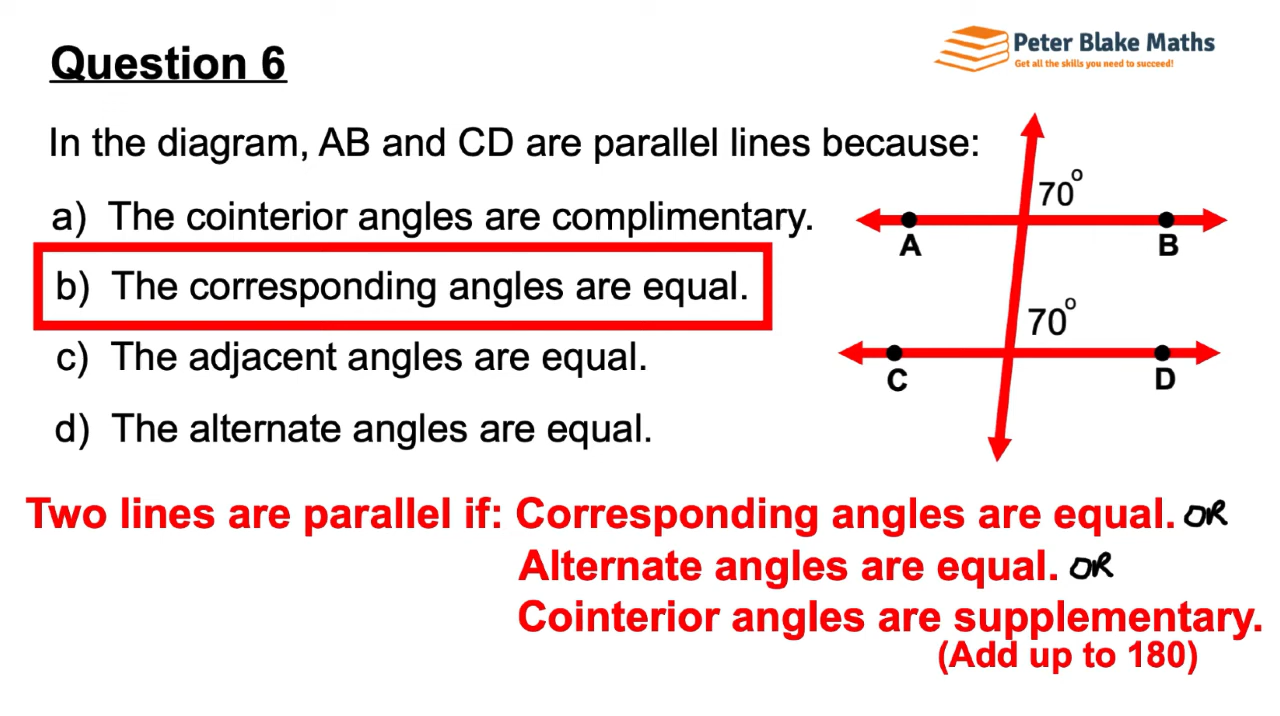 Question 6
Peter Blake Maths
Get all the skills you need to succeed!
In the diagram, AB and CD are parallel lines because:
a) The cointerior angles are complimentary.
b) The corresponding angles are equal.
c) The adjacent angles are equal.
d) The alternate angles are equal.
70°
A B
70°
C D
Two lines are parallel if: Corresponding angles are equal. OR
Alternate angles are equal. OR
Cointerior angles are supplementary.
(Add up to 180)